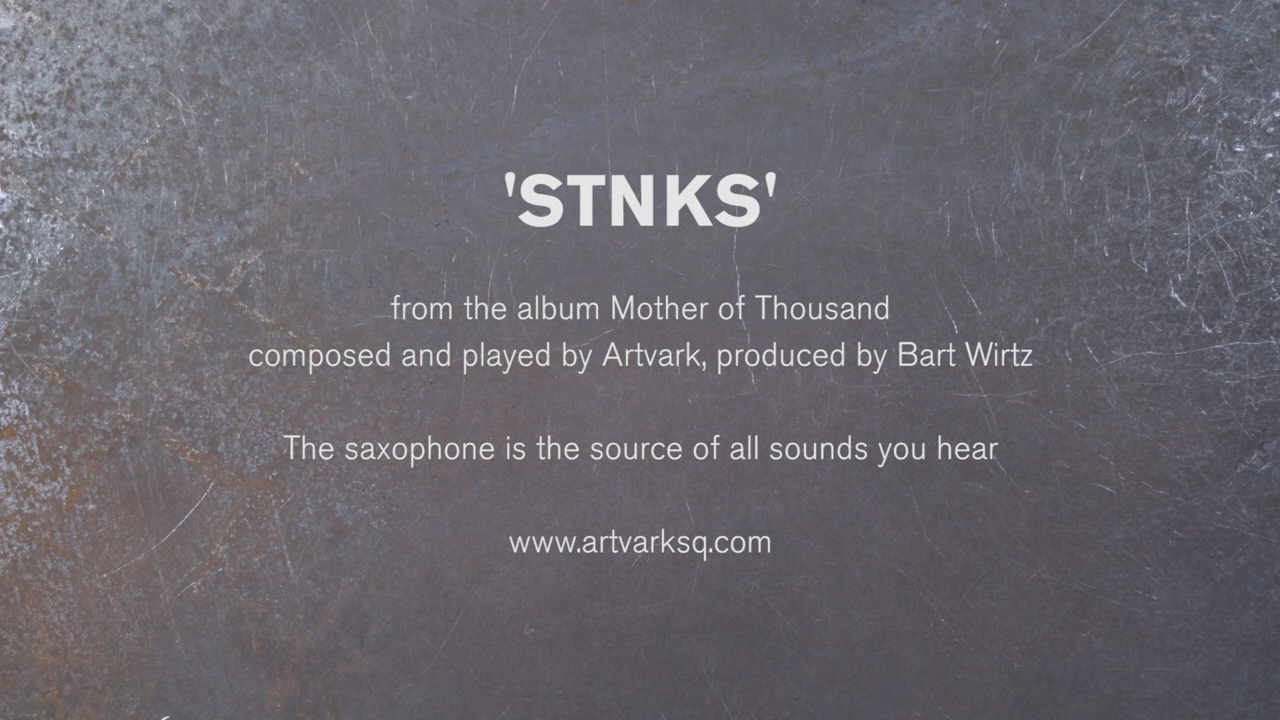 'STNKS'
from the album Mother of Thousand
composed and played by Artvark, produced by Bart Wirtz
The saxophone is the source of all sounds you hear
www.artvarksq.com